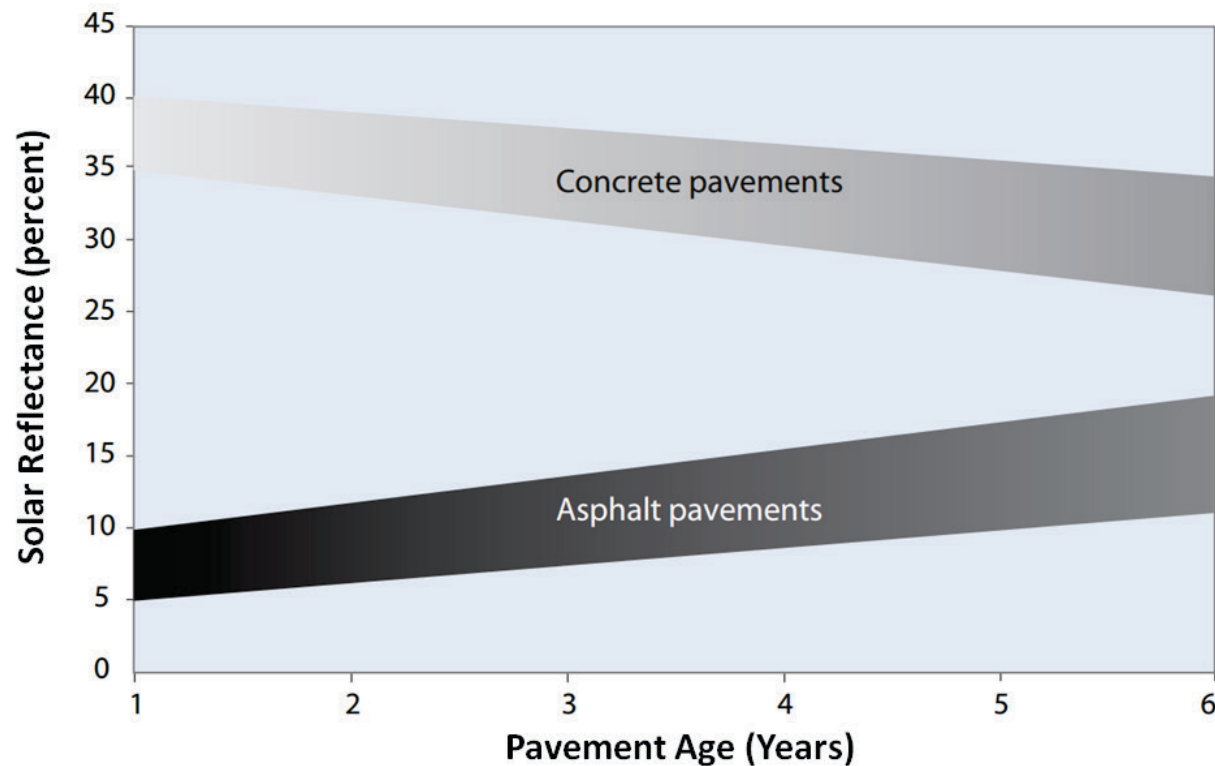 Solar Reflectance (percent)
45
40
35
30
25
20
15
10
5
0
Concrete pavements
Asphalt pavements
1 2 3 4 5 6
Pavement Age (Years)